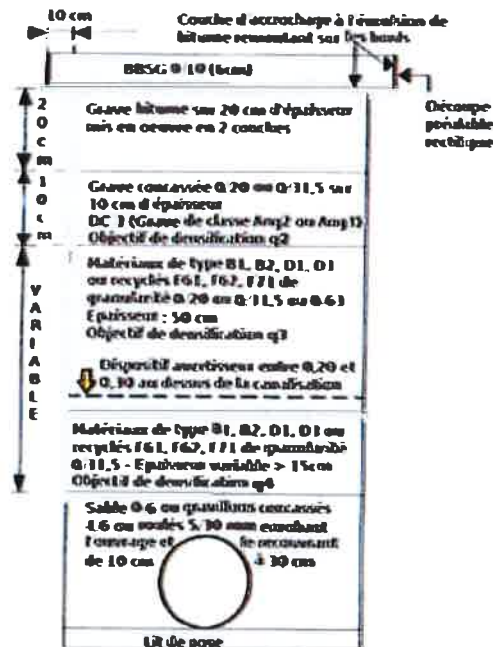 10 cm
Couche d'accrochage à l'émulsion de
bitume remontant sur les bords
BBSG 0/10 (6cm)
Découpe
préalable
rectiligne
20cm
Grave bitume sur 20 cm d'épaisseur
mis en oeuvre en 2 couches
10cm
Grave concassée 0/20 ou 0/31,5 sur
10 cm d'épaisseur
DC 3 (Grave de classe
Objectif de densification q2
VARIABLE
Matériaux de type B1, B2, D1, D3
ou recyclés F61, F62, F71 de
granularité 0/20 ou 0/31,5 ou 0/63
Epaisseur : 50 cm
Objectif de densification q3
Dispositif avertisseur entre 0,20 et
0,30 au dessus de la canalisation
Matériaux de type B1, B2, D1, D3 ou
recyclés F61, F62, F71 de granularité
0/31,5 - Epaisseur variable > 15cm
Objectif de densification q4
Sable 0/6 ou gravillons concassés
4/6 ou roulés 5/30 mm enrobant
l'ouvrage et le recouvrant
de 10 cm à 30 cm
Lit de pose